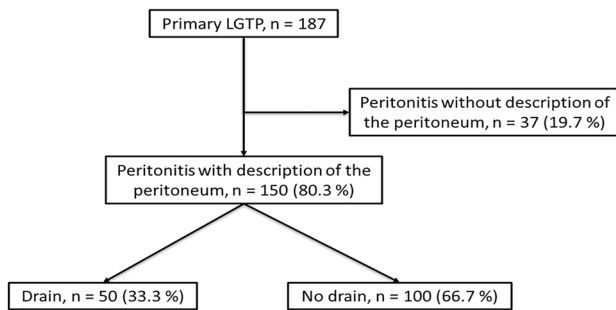 Primary LGTP, n = 187
Peritonitis without description of
the peritoneum, n = 37 (19.7 %)
Peritonitis with description of the
peritoneum, n = 150 (80.3 %)
Drain, n = 50 (33.3 %)
No drain, n = 100 (66.7 %)